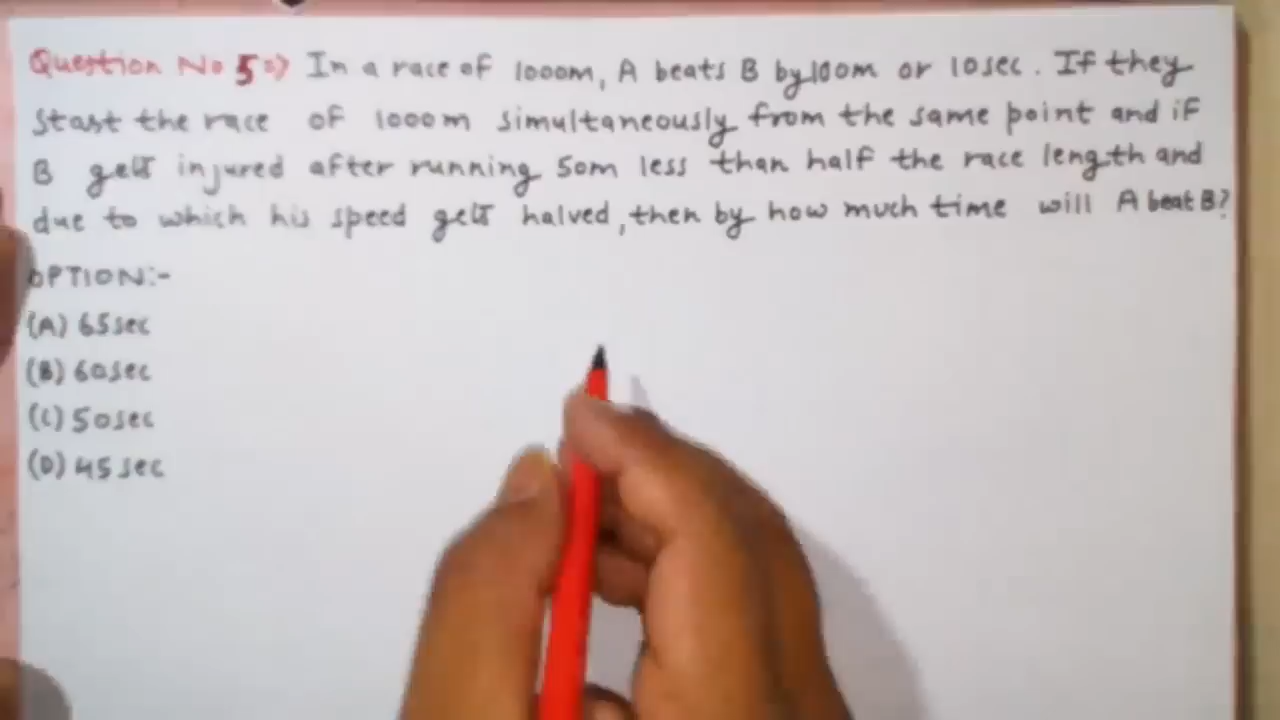 Question No 5 => In a race of 1000m, A beats B by 100m or 10sec. If they
start the race of 1000m simultaneously from the same point and if
B gets injured after running 50m less than half the race length and
due to which his speed gets halved, then by how much time will A beat B?
OPTION:-
(A) 65sec
(B) 60sec
(C) 50sec
(D) 45sec